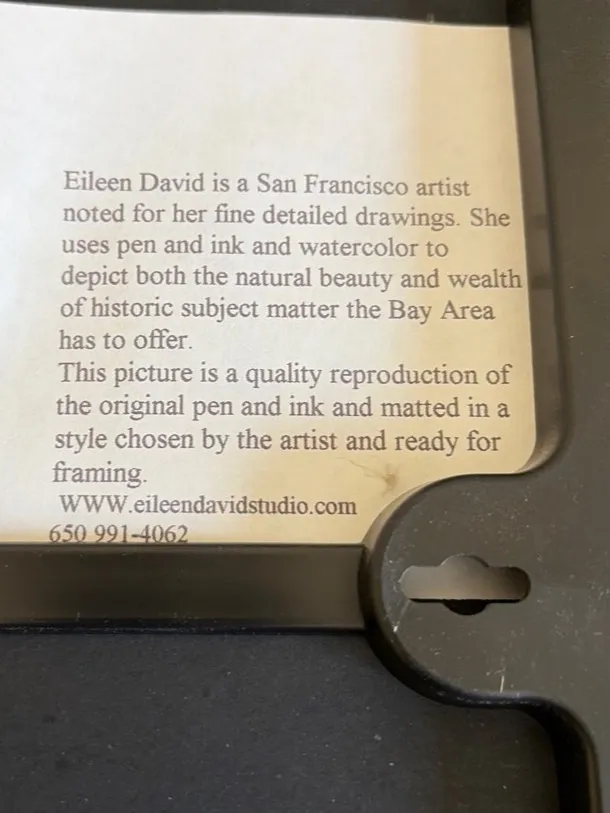 Eileen David is a San Francisco artist
noted for her fine detailed drawings. She
uses pen and ink and watercolor to
depict both the natural beauty and wealth
of historic subject matter the Bay Area
has to offer.
This picture is a quality reproduction of
the original pen and ink and matted in a
style chosen by the artist and ready for
framing.
WWW.eileendavidstudio.com
650 991-4062